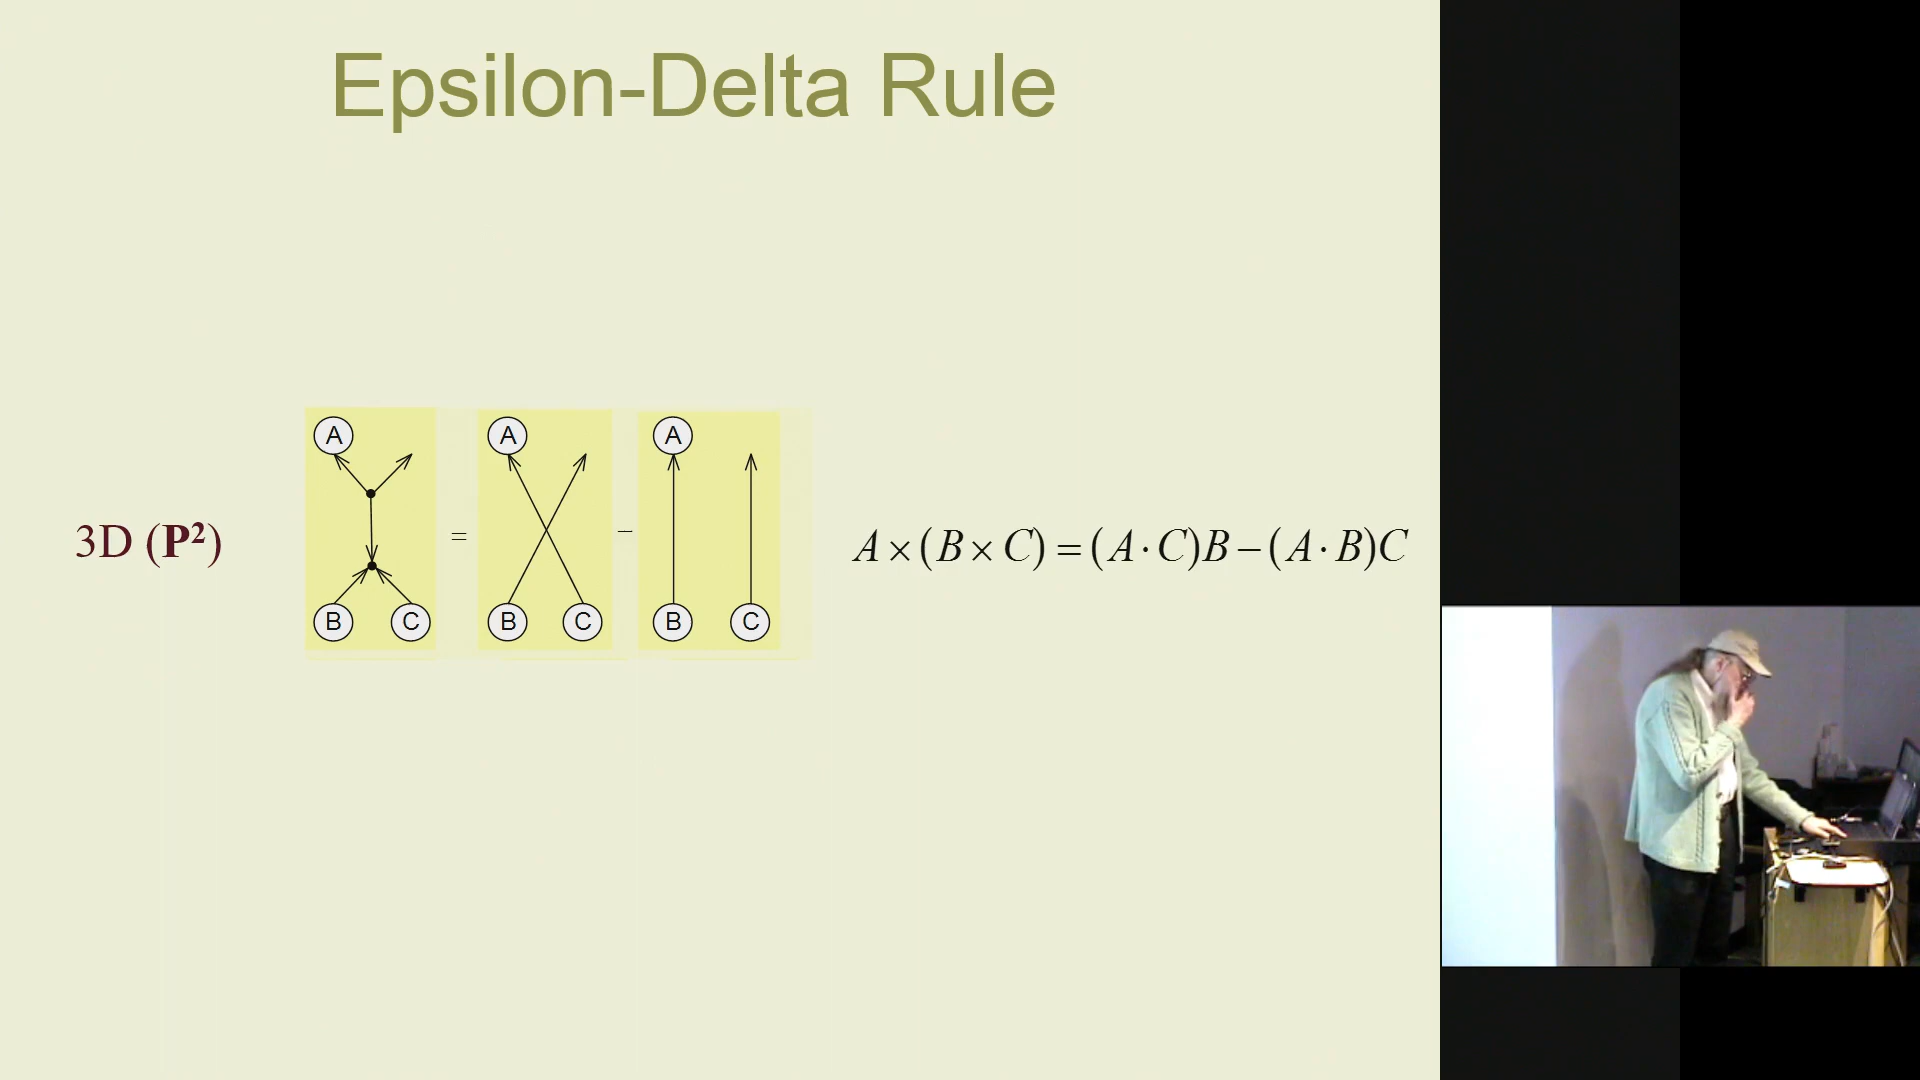 Epsilon-Delta Rule
3D (P²)
A A A
= −
B C B C B C
A × (B × C) = (A · C)B − (A · B)C